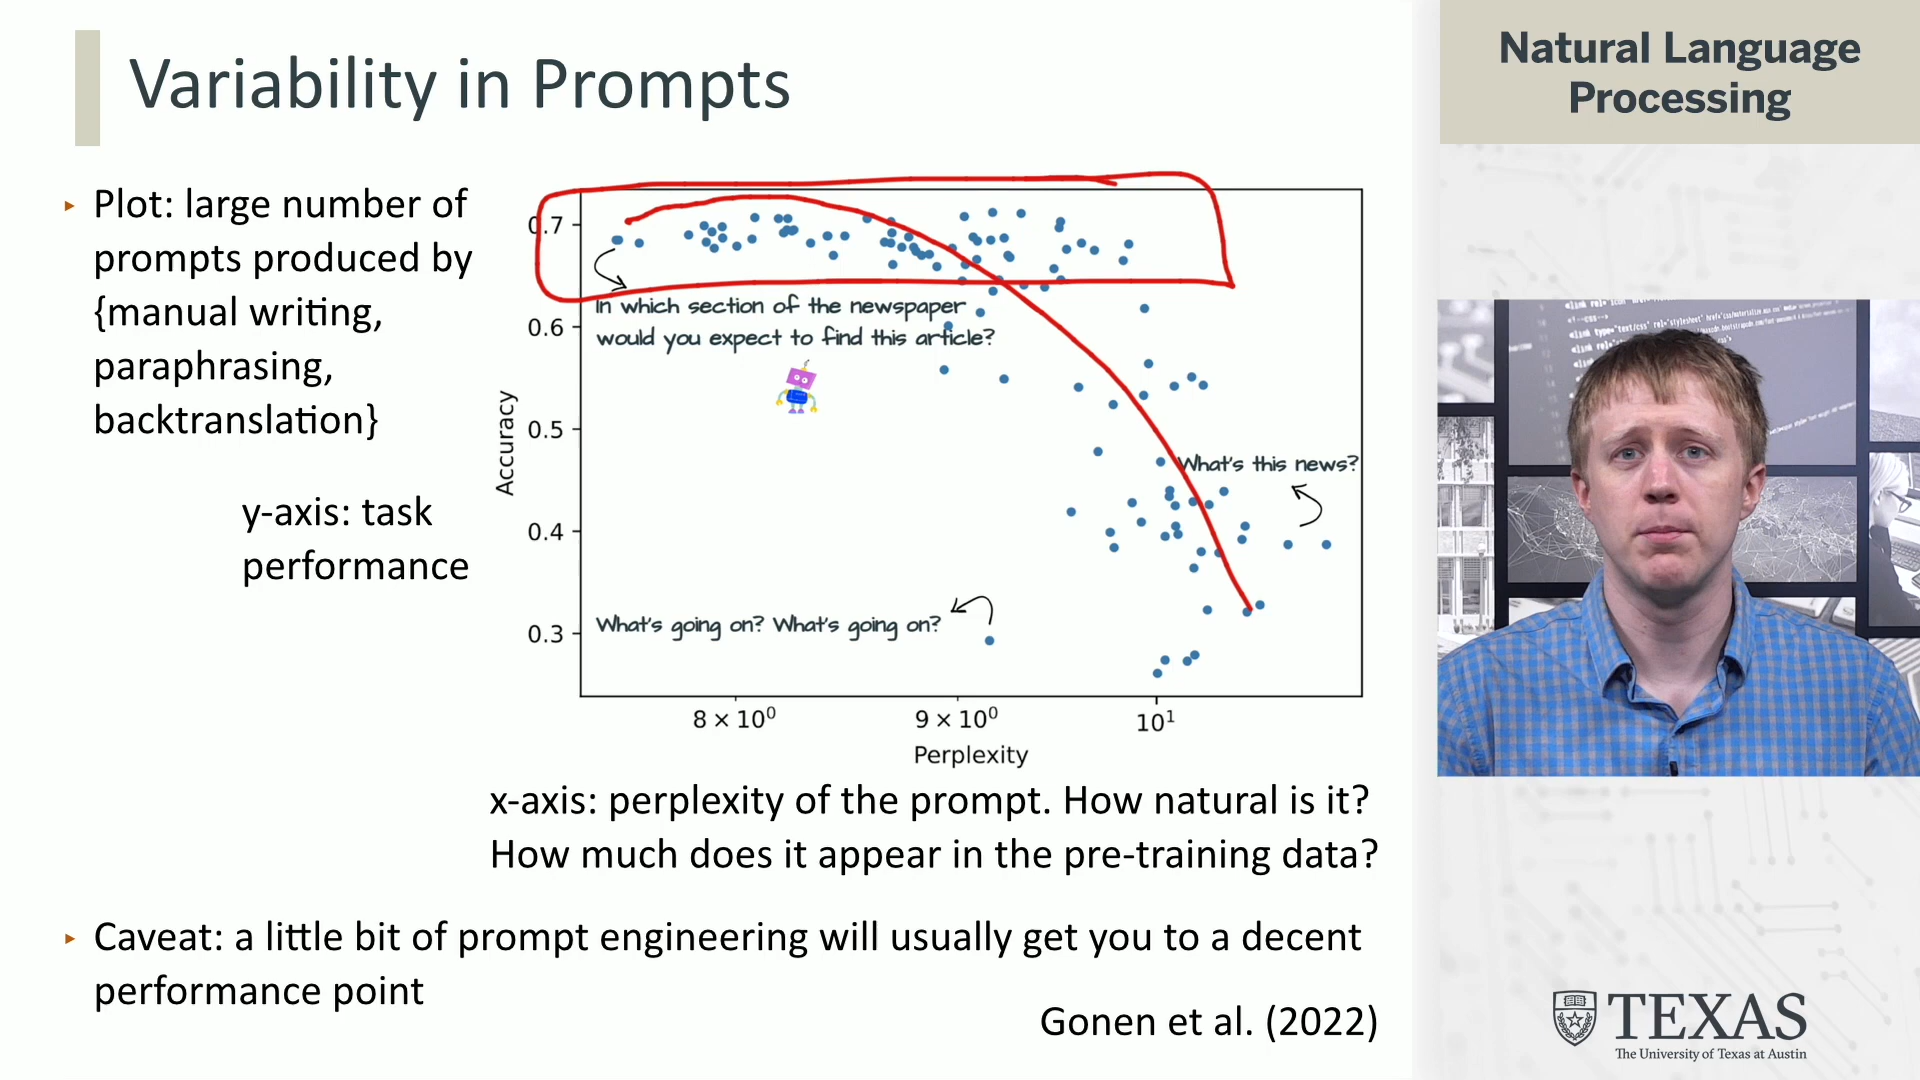 Variability in Prompts
Natural Language
Processing
▸ Plot: large number of
prompts produced by
{manual writing,
paraphrasing,
backtranslation}
y-axis: task
performance
Accuracy
0.7
0.6
0.5
0.4
0.3
In which section of the newspaper
would you expect to find this article?
What's this news?
What's going on? What's going on?
8 × 10⁰
9 × 10⁰
10¹
Perplexity
x-axis: perplexity of the prompt. How natural is it?
How much does it appear in the pre-training data?
▸ Caveat: a little bit of prompt engineering will usually get you to a decent
performance point
Gonen et al. (2022)
TEXAS
The University of Texas at Austin